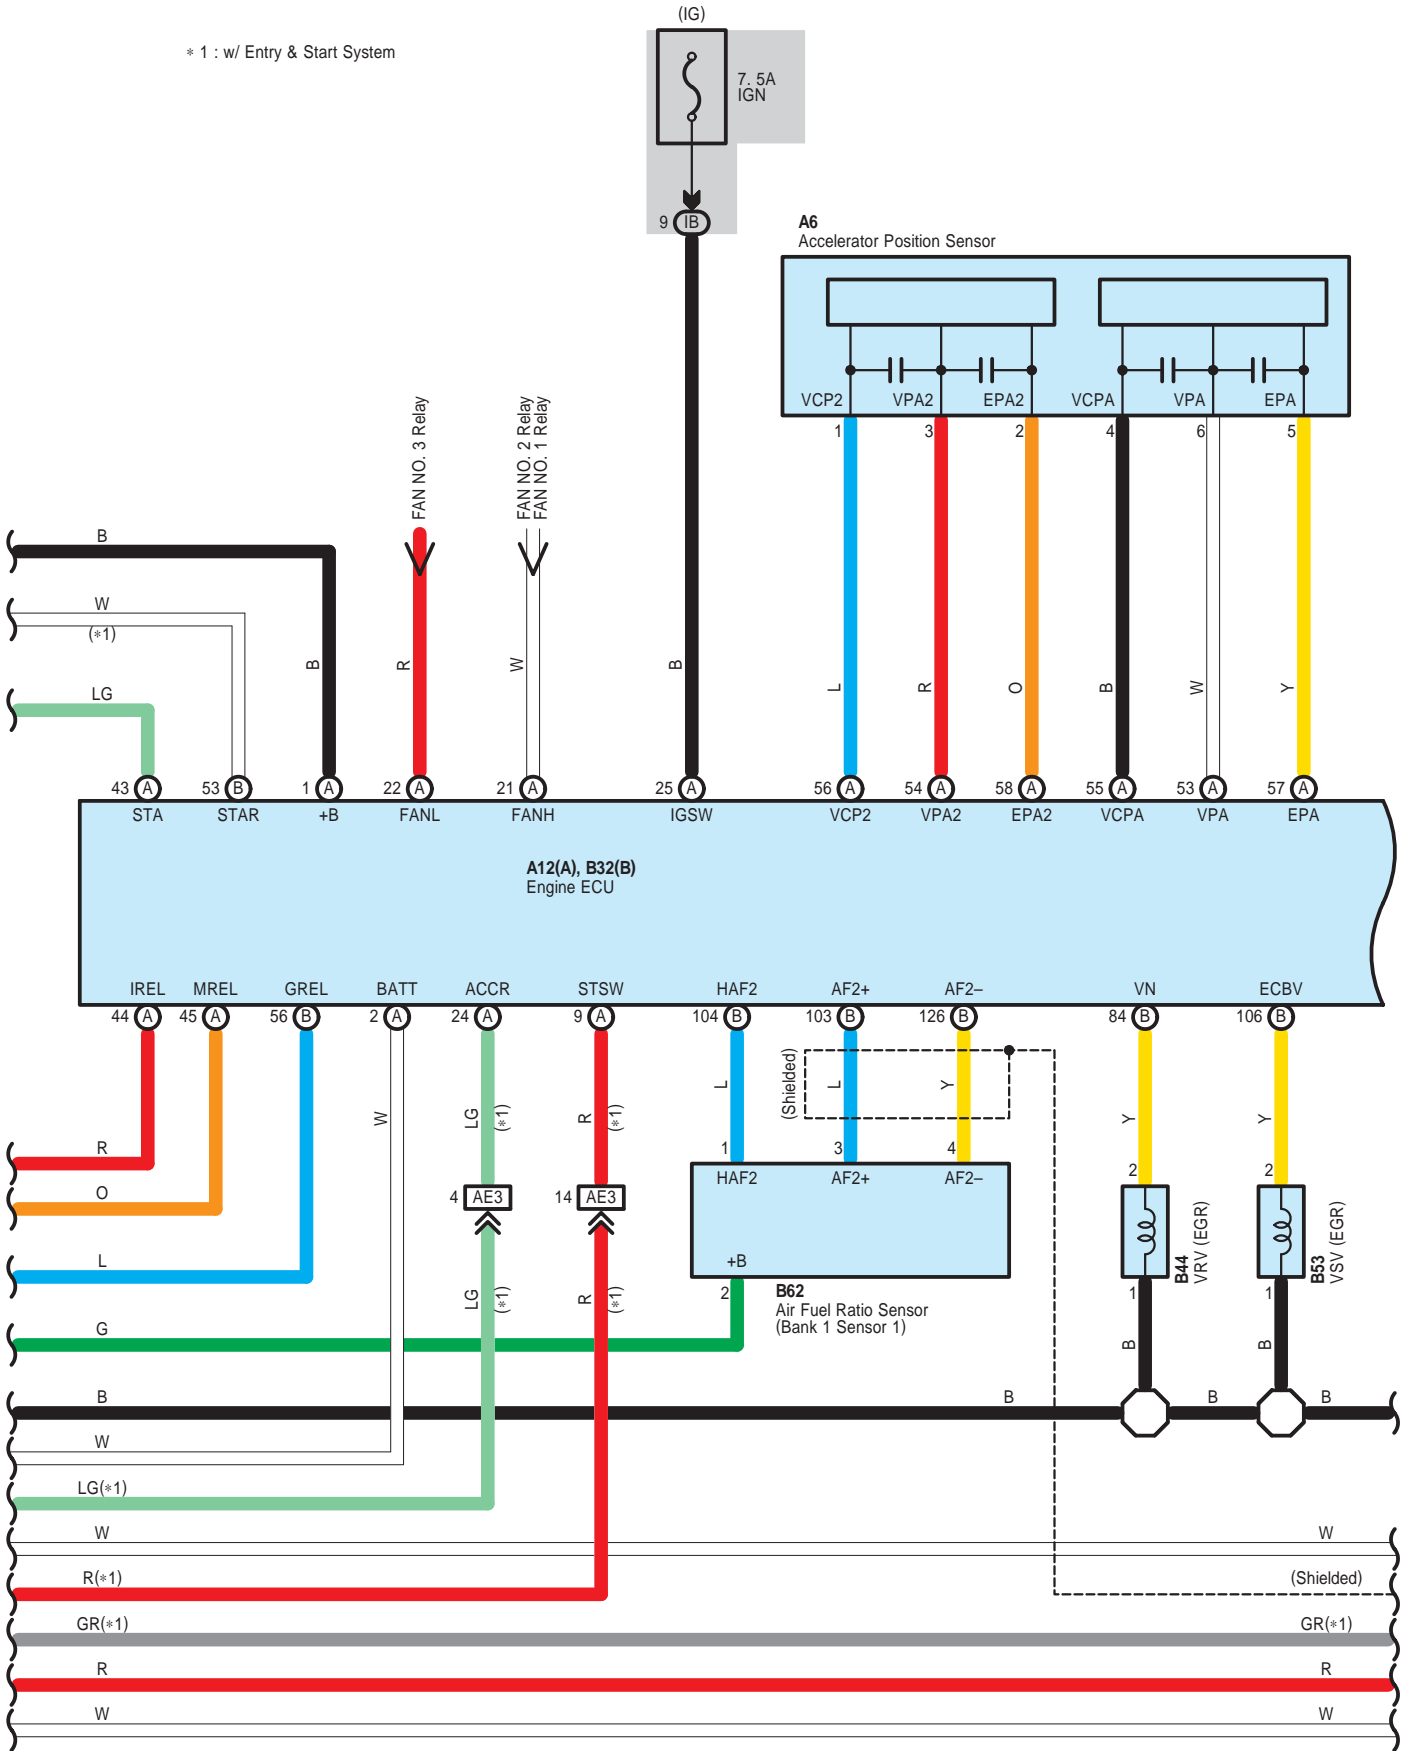 (IG)
* 1 : w/ Entry & Start System
7. 5A
IGN
9 IB
A6
Accelerator Position Sensor
VCP2 VPA2 EPA2 VCPA VPA EPA
1 3 2 4 6 5
FAN NO. 3 Relay
FAN NO. 2 Relay
FAN NO. 1 Relay
B
W
(*1)
LG
B R W B L R O B W Y
43 A 53 B 1 A 22 A 21 A 25 A 56 A 54 A 58 A 55 A 53 A 57 A
STA STAR +B FANL FANH IGSW VCP2 VPA2 EPA2 VCPA VPA EPA
A12(A), B32(B)
Engine ECU
IREL MREL GREL BATT ACCR STSW HAF2 AF2+ AF2– VN ECBV
44 A 45 A 56 B 2 A 24 A 9 A 104 B 103 B 126 B 84 B 106 B
(Shielded)
W LG (*1) R (*1) L L Y Y Y
R
1 3 4 2 2
HAF2 AF2+ AF2–
O
4 AE3 14 AE3
B44
VRV (EGR)
B53
VSV (EGR)
L
+B
LG (*1) R (*1)
2
B62
Air Fuel Ratio Sensor
(Bank 1 Sensor 1)
1 1
G
B B
B B B B
W
LG(*1)
W W
R(*1) (Shielded)
GR(*1) GR(*1)
R R
W W